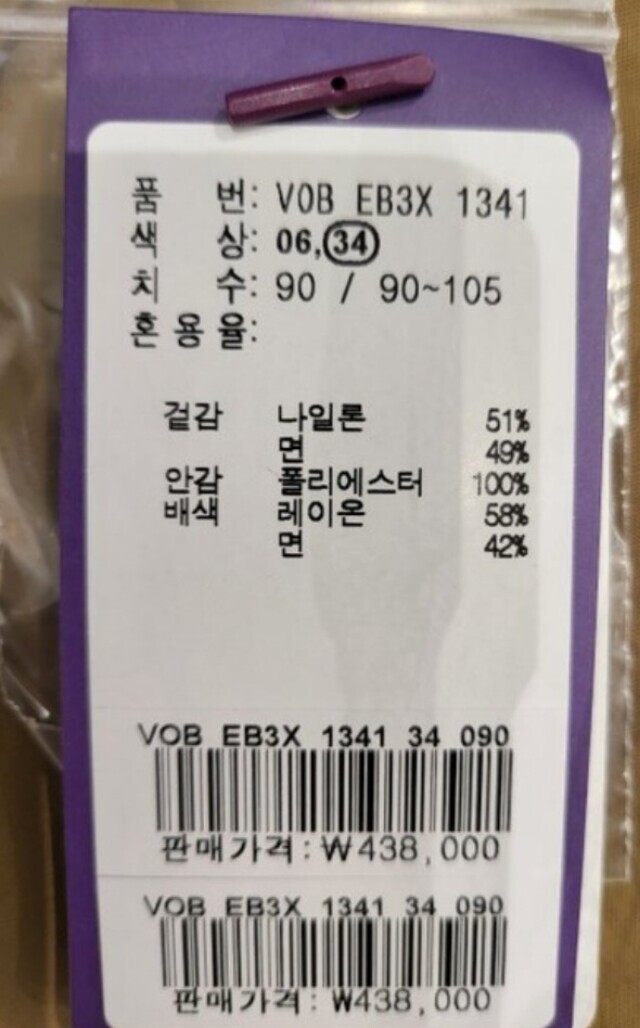 품 번: VOB EB3X 1341
색 상: 06,34
치 수: 90 / 90~105
혼 용 율:
겉감 나일론 51%
면 49%
안감 폴리에스터 100%
배색 레이온 58%
면 42%
VOB EB3X 1341 34 090
판매가격:₩438,000
VOB EB3X 1341 34 090
판매가격:₩438,000